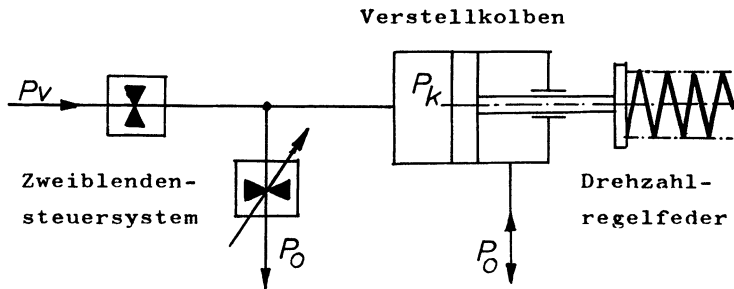 Verstellkolben
Pv
Pk
Zweiblenden-
steuersystem
Po
Po
Drehzahl-
regelfeder